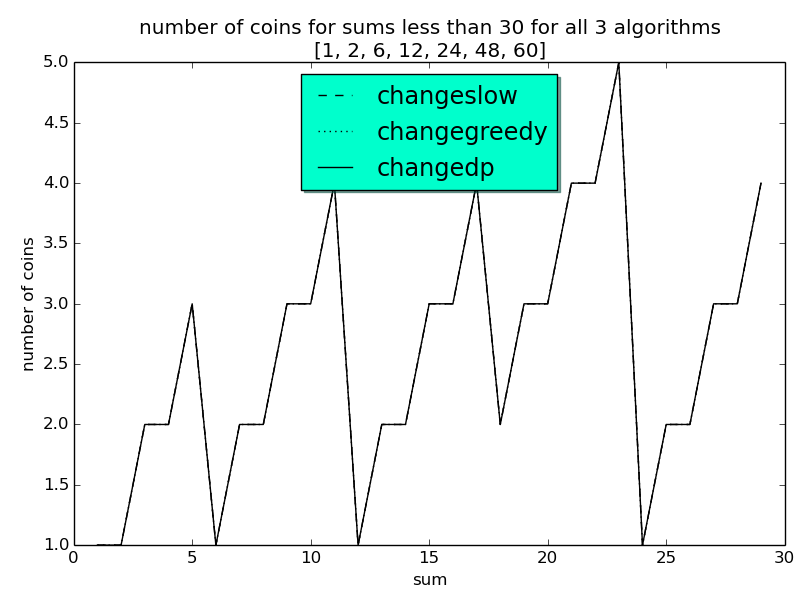 number of coins for sums less than 30 for all 3 algorithms
[1, 2, 6, 12, 24, 48, 60]
5.0
4.5
4.0
3.5
3.0
2.5
2.0
1.5
1.0
number of coins
changeslow
changegreedy
changedp
0 5 10 15 20 25 30
sum